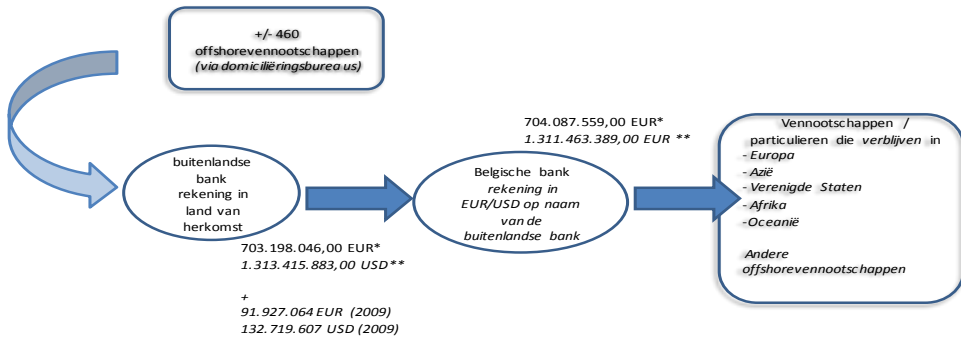 +/- 460
offshorevennootschappen
(via domiciliëringsbureaus)
buitenlandse
bank
rekening in
land van
herkomst
703.198.046,00 EUR*
1.313.415.883,00 USD**
+
91.927.064 EUR (2009)
132.719.607 USD (2009)
Belgische bank
rekening in
EUR/USD op naam
van de
buitenlandse bank
704.087.559,00 EUR*
1.311.463.389,00 EUR **
Vennootschappen /
particulieren die verblijven in
- Europa
- Azië
- Verenigde Staten
- Afrika
-Oceanië
Andere
offshorevennootschappen